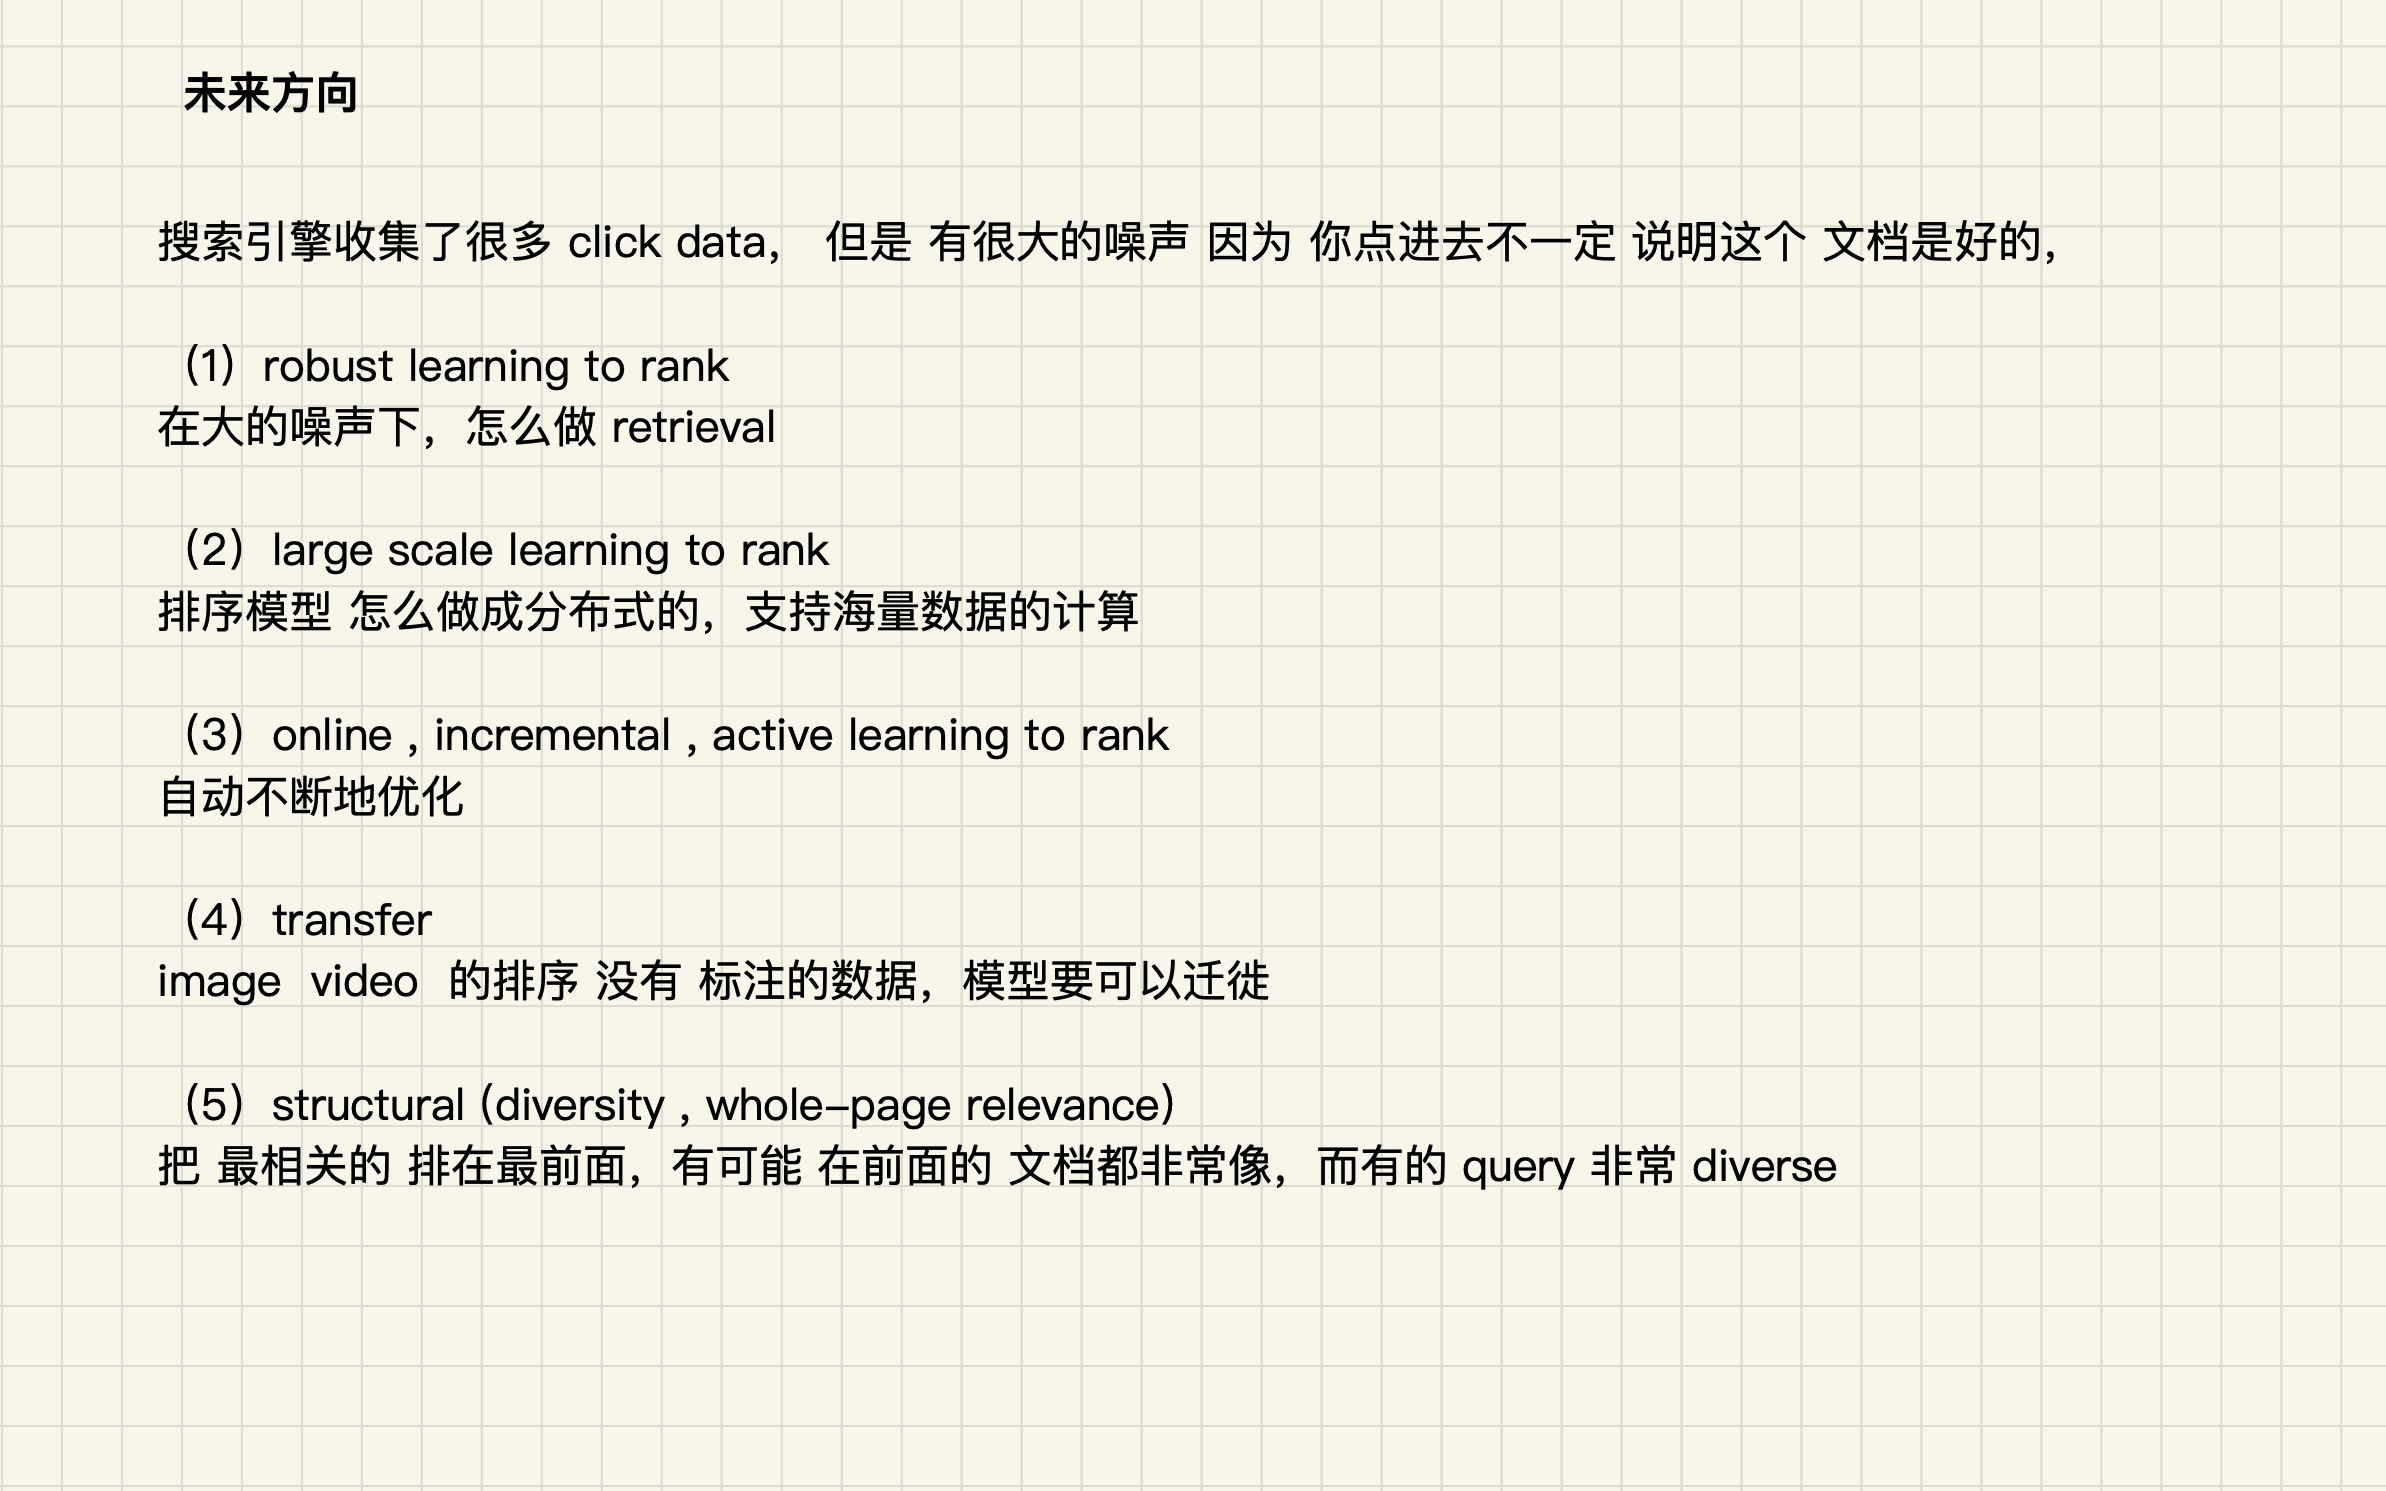 未来方向
搜索引擎收集了很多 click data， 但是 有很大的噪声 因为 你点进去不一定 说明这个 文档是好的，
（1）robust learning to rank
在大的噪声下，怎么做 retrieval
（2）large scale learning to rank
排序模型 怎么做成分布式的，支持海量数据的计算
（3）online , incremental , active learning to rank
自动不断地优化
（4）transfer
image  video  的排序 没有 标注的数据，模型要可以迁徙
（5）structural (diversity , whole-page relevance)
把 最相关的 排在最前面，有可能 在前面的 文档都非常像，而有的 query 非常 diverse